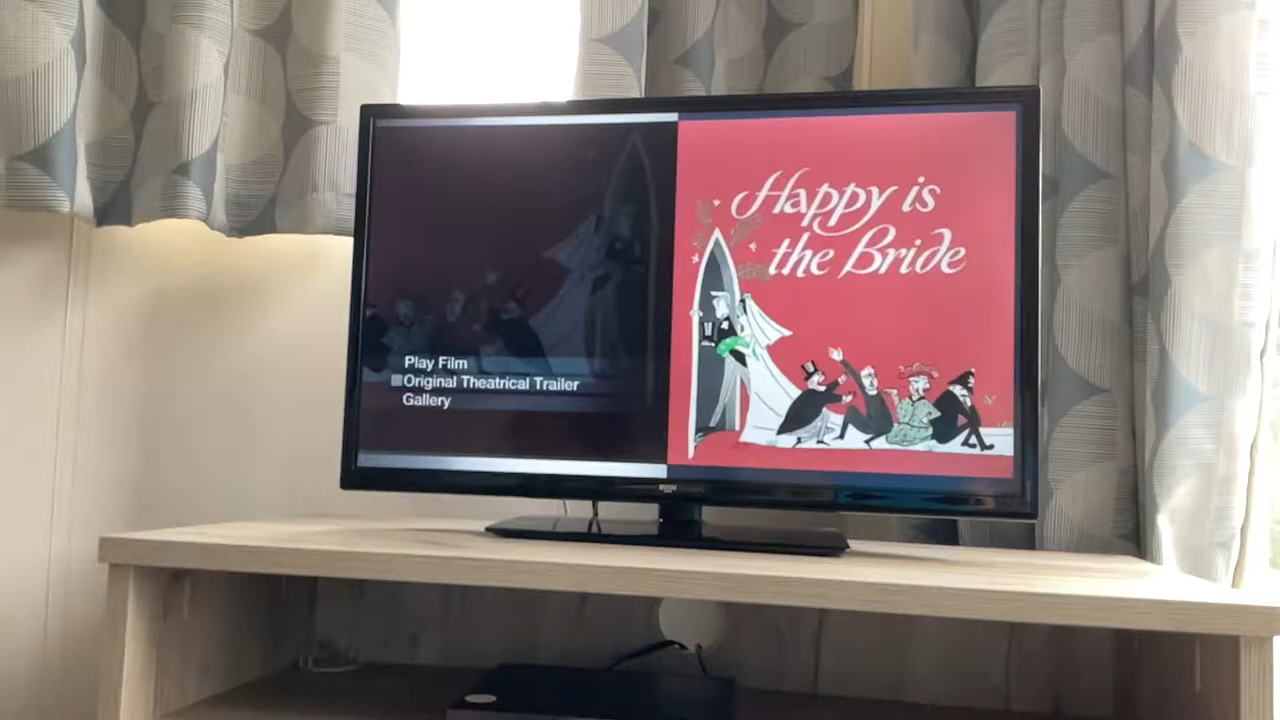 Happy is
the Bride
Play Film
Original Theatrical Trailer
Gallery